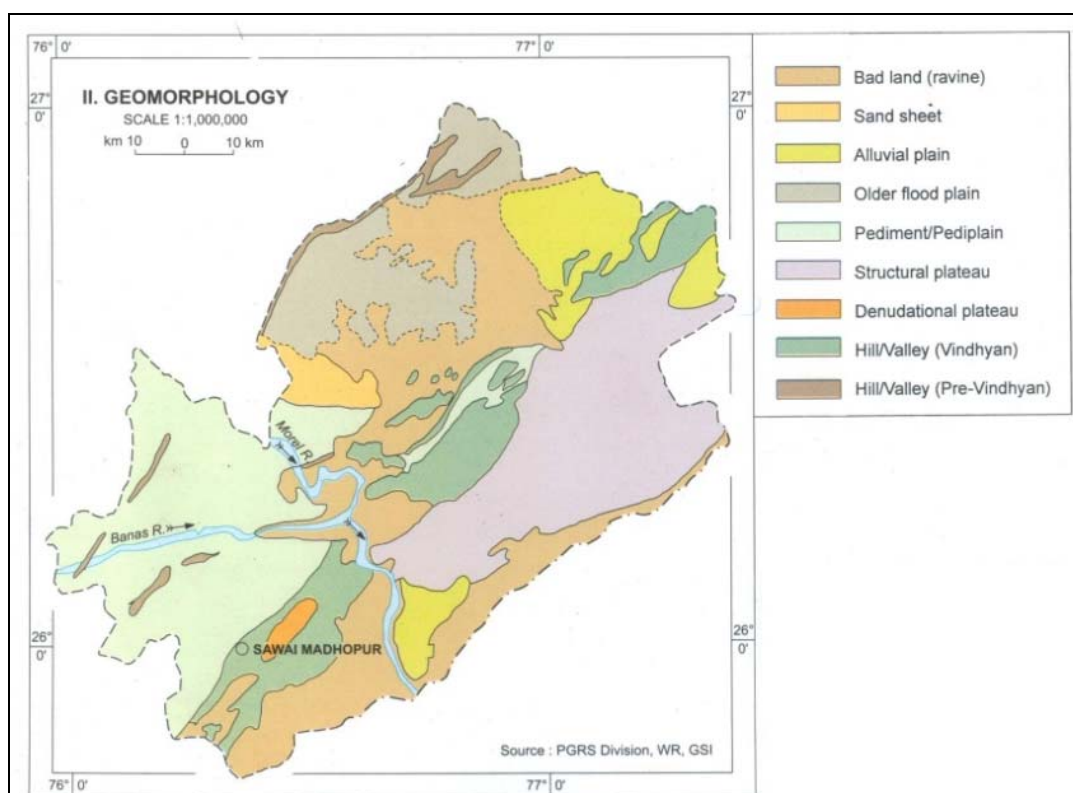 76° 0'
77° 0'
27° 0'
27° 0'
II. GEOMORPHOLOGY
SCALE 1:1,000,000
km 10 0 10 km
Morel R.
Banas R.
26° 0'
26° 0'
SAWAI MADHOPUR
Source : PGRS Division, WR, GSI
76° 0'
77° 0'
Bad land (ravine)
Sand sheet
Alluvial plain
Older flood plain
Pediment/Pediplain
Structural plateau
Denudational plateau
Hill/Valley (Vindhyan)
Hill/Valley (Pre-Vindhyan)